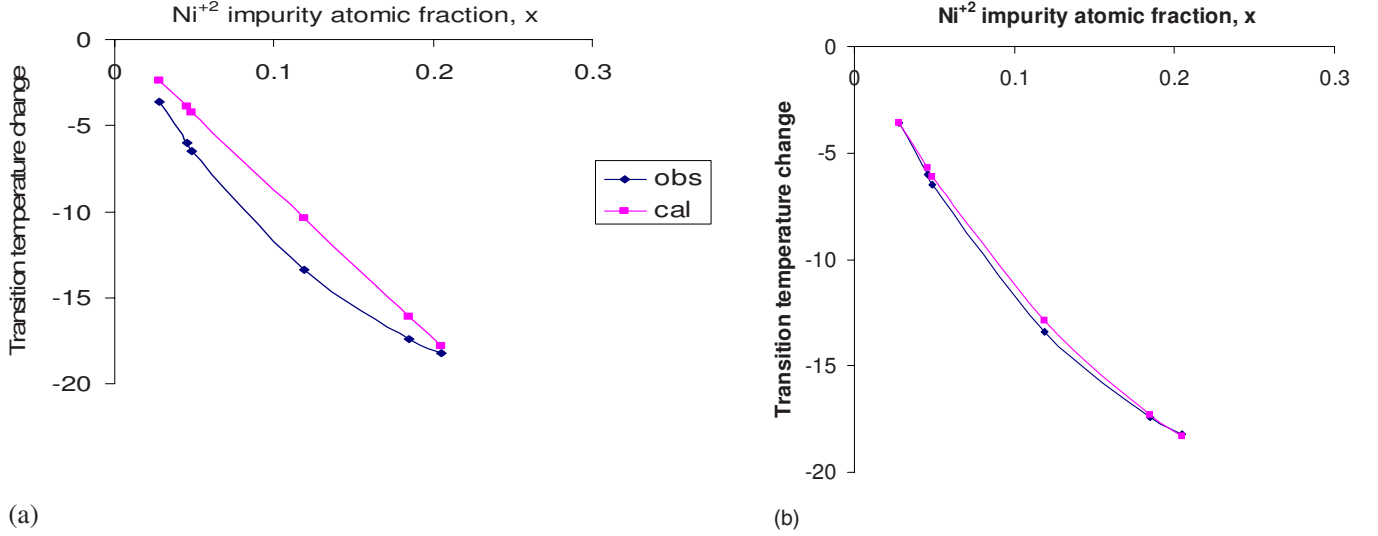 Ni+2 impurity atomic fraction, x
0
0 0.1 0.2 0.3
-5
-10
-15
-20
Transition temperature change
obs
cal
(a)
Ni+2 impurity atomic fraction, x
0
0 0.1 0.2 0.3
-5
-10
-15
-20
Transition temperature change
(b)